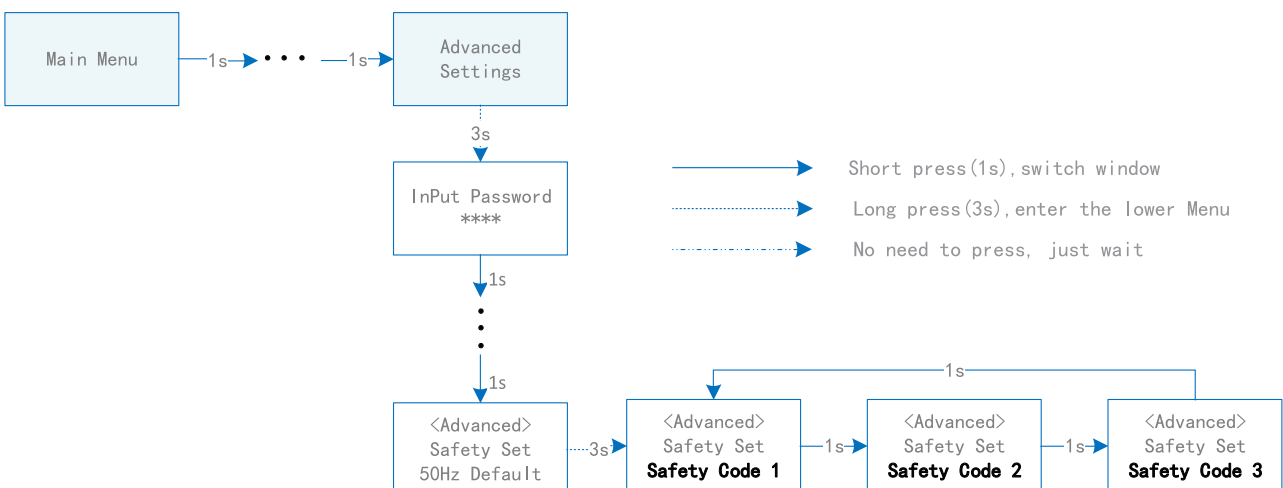 Main Menu
1s
1s
Advanced
Settings
3s
InPut Password
****
Short press(1s),switch window
Long press(3s),enter the lower Menu
No need to press, just wait
1s
1s
1s
<Advanced>
Safety Set
50Hz Default
3s
<Advanced>
Safety Set
Safety Code 1
1s
<Advanced>
Safety Set
Safety Code 2
1s
<Advanced>
Safety Set
Safety Code 3